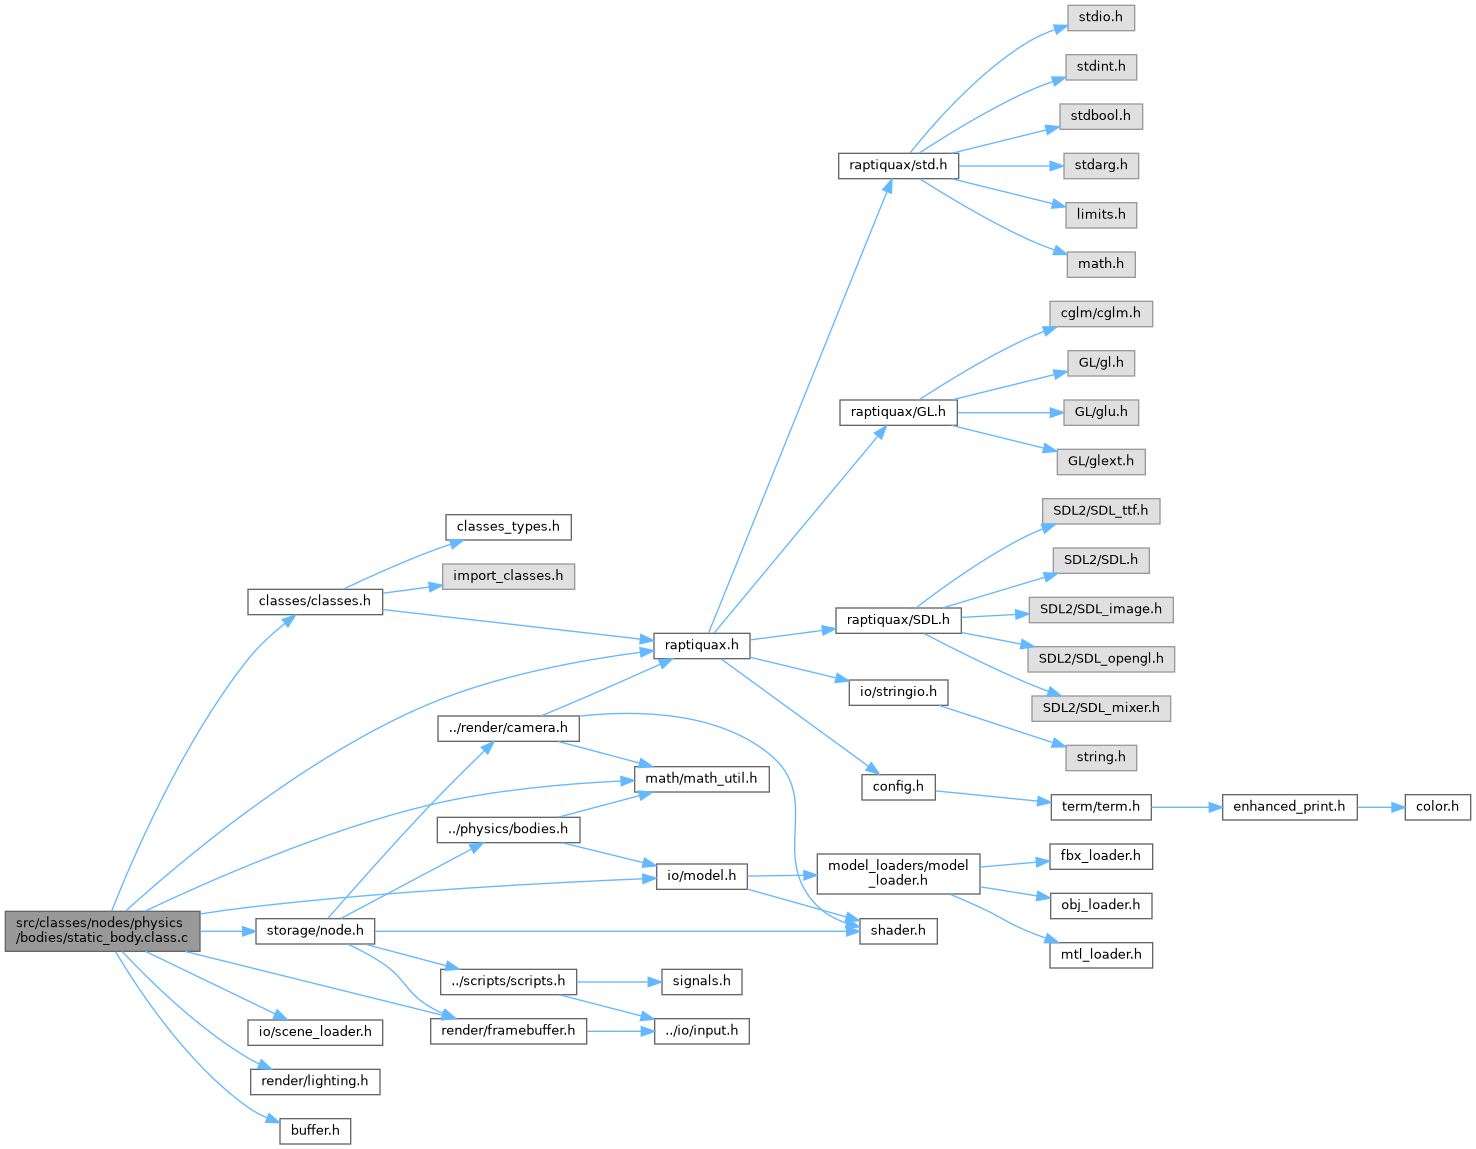 stdio.h
stdint.h
stdbool.h
raptiquax/std.h
stdarg.h
limits.h
math.h
cglm/cglm.h
GL/gl.h
raptiquax/GL.h
GL/glu.h
GL/glext.h
SDL2/SDL_ttf.h
classes_types.h
SDL2/SDL.h
import_classes.h
classes/classes.h
SDL2/SDL_image.h
raptiquax/SDL.h
raptiquax.h
SDL2/SDL_opengl.h
io/stringio.h
SDL2/SDL_mixer.h
../render/camera.h
string.h
math/math_util.h
config.h
term/term.h
enhanced_print.h
color.h
../physics/bodies.h
fbx_loader.h
io/model.h
model_loaders/model
_loader.h
obj_loader.h
src/classes/nodes/physics
/bodies/static_body.class.c
storage/node.h
shader.h
mtl_loader.h
../scripts/scripts.h
signals.h
io/scene_loader.h
render/framebuffer.h
../io/input.h
render/lighting.h
buffer.h